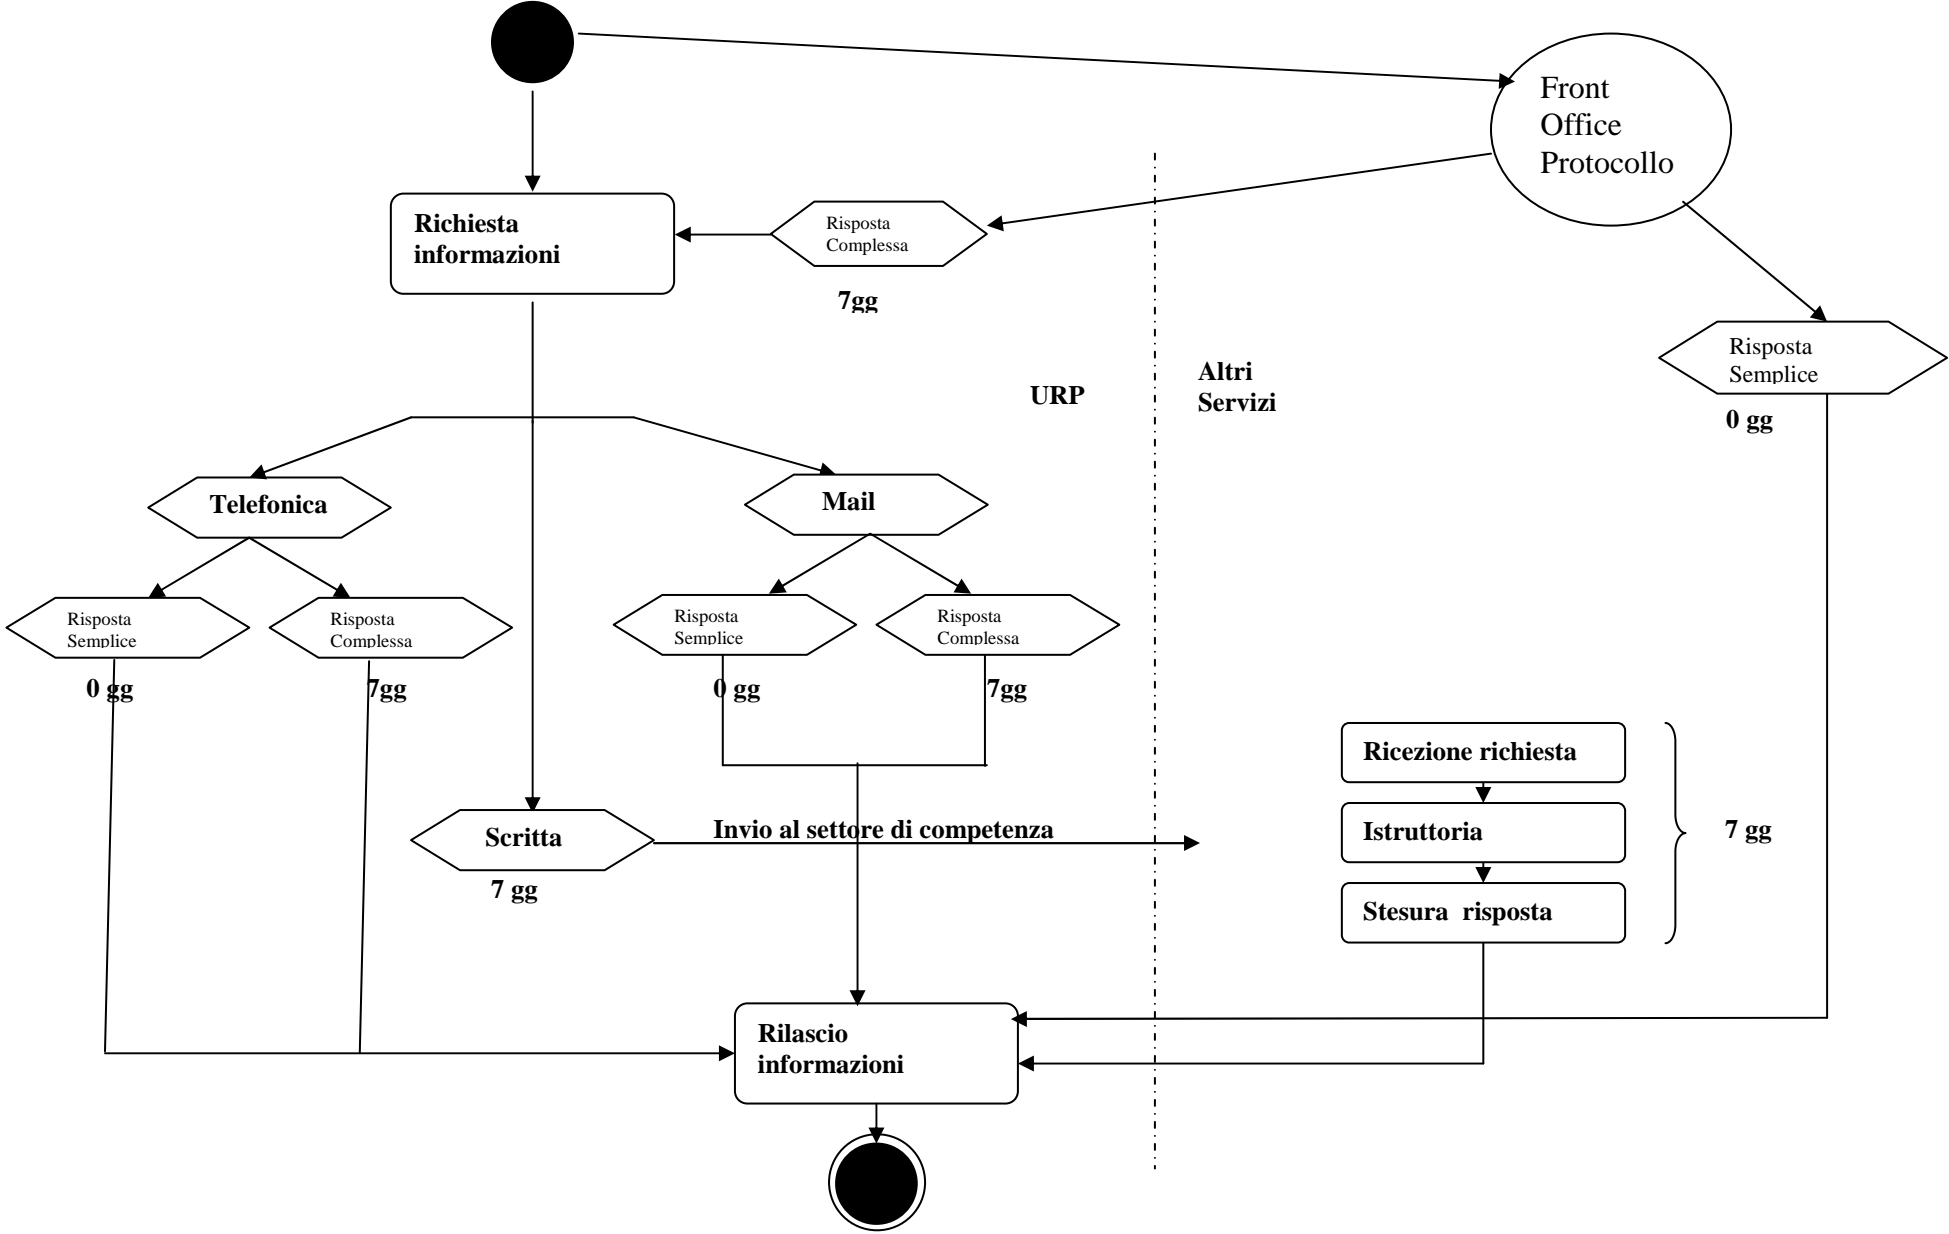 Front
Office
Protocollo
Richiesta
informazioni
Risposta
Complessa
7gg
Risposta
Semplice
0 gg
URP
Altri
Servizi
Telefonica
Mail
Risposta
Semplice
0 gg
Risposta
Complessa
7gg
Risposta
Semplice
0 gg
Risposta
Complessa
7gg
Ricezione richiesta
Istruttoria
Stesura risposta
7 gg
Scritta
7 gg
Invio al settore di competenza
Rilascio
informazioni